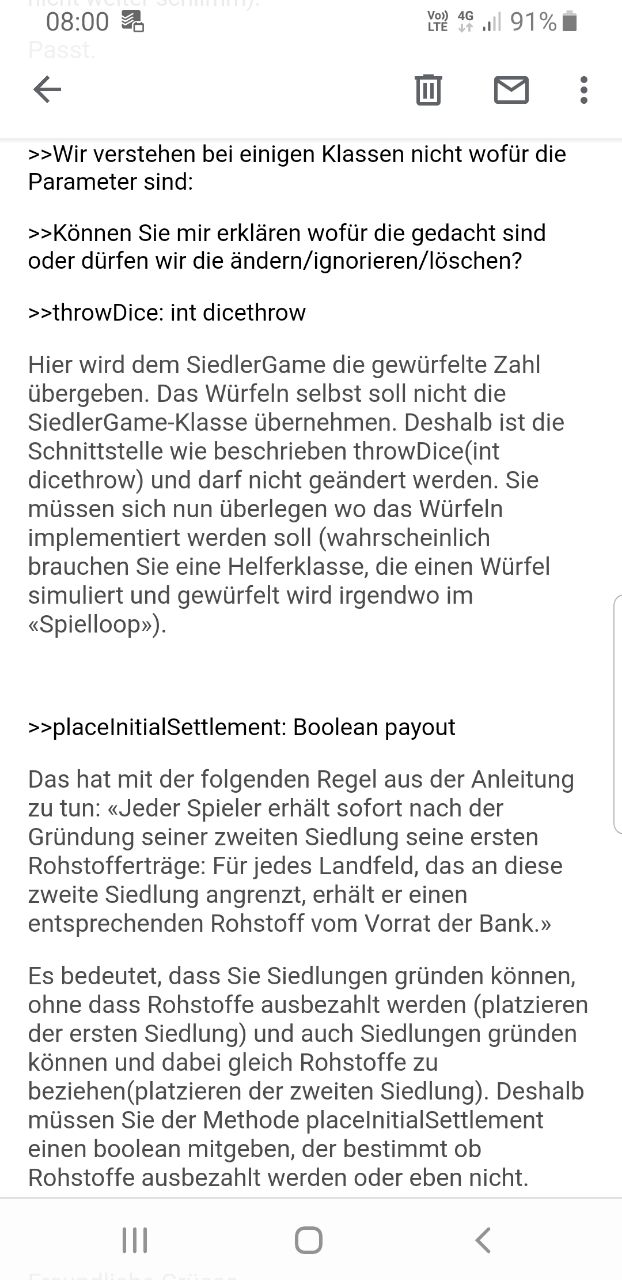 nicht weiter schlimm).
08:00
Vo)) LTE 4G 91%
Passt.
>>Wir verstehen bei einigen Klassen nicht wofür die
Parameter sind:
>>Können Sie mir erklären wofür die gedacht sind
oder dürfen wir die ändern/ignorieren/löschen?
>>throwDice: int dicethrow
Hier wird dem SiedlerGame die gewürfelte Zahl
übergeben. Das Würfeln selbst soll nicht die
SiedlerGame-Klasse übernehmen. Deshalb ist die
Schnittstelle wie beschrieben throwDice(int
dicethrow) und darf nicht geändert werden. Sie
müssen sich nun überlegen wo das Würfeln
implementiert werden soll (wahrscheinlich
brauchen Sie eine Helferklasse, die einen Würfel
simuliert und gewürfelt wird irgendwo im
«Spielloop»).
>>placeInitialSettlement: Boolean payout
Das hat mit der folgenden Regel aus der Anleitung
zu tun: «Jeder Spieler erhält sofort nach der
Gründung seiner zweiten Siedlung seine ersten
Rohstofferträge: Für jedes Landfeld, das an diese
zweite Siedlung angrenzt, erhält er einen
entsprechenden Rohstoff vom Vorrat der Bank.»
Es bedeutet, dass Sie Siedlungen gründen können,
ohne dass Rohstoffe ausbezahlt werden (platzieren
der ersten Siedlung) und auch Siedlungen gründen
können und dabei gleich Rohstoffe zu
beziehen(platzieren der zweiten Siedlung). Deshalb
müssen Sie der Methode placeInitialSettlement
einen boolean mitgeben, der bestimmt ob
Rohstoffe ausbezahlt werden oder eben nicht.
Freundliche Grüsse